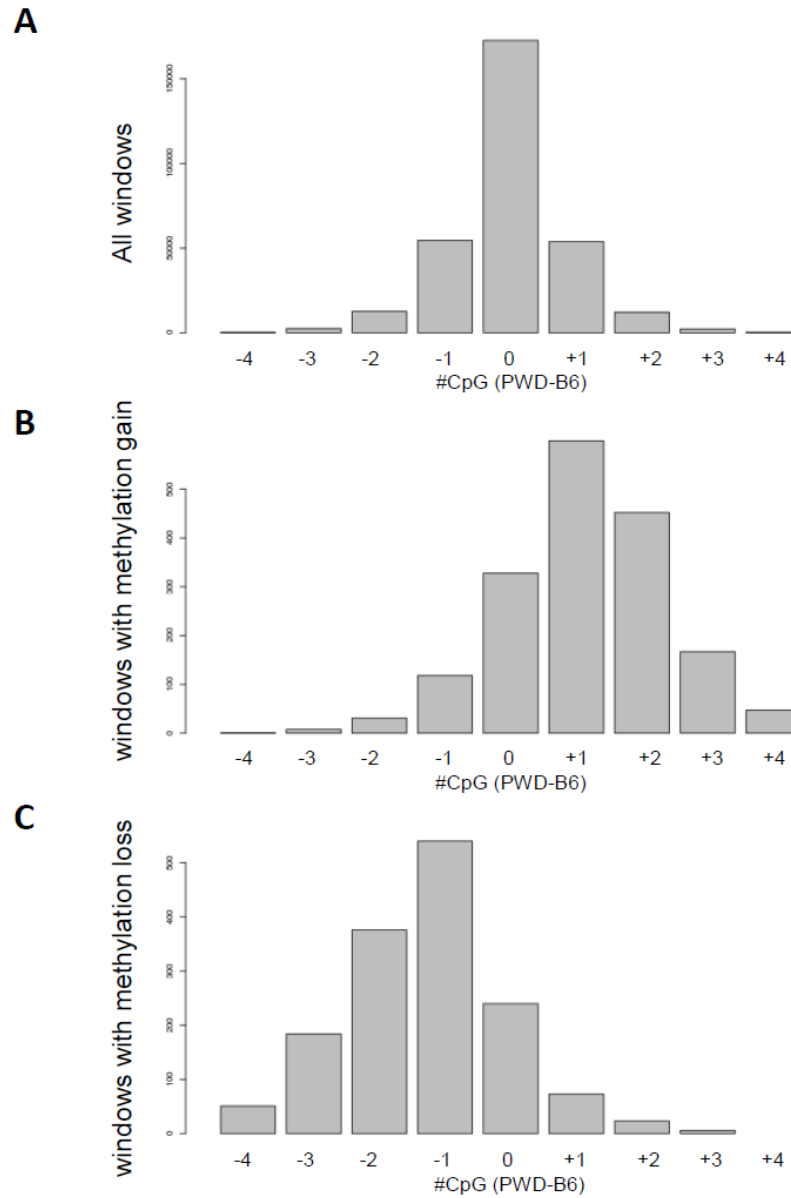 A
All windows
150000
100000
50000
0
-4 -3 -2 -1 0 +1 +2 +3 +4
#CpG (PWD-B6)
B
windows with methylation gain
500
400
300
200
100
0
-4 -3 -2 -1 0 +1 +2 +3 +4
#CpG (PWD-B6)
C
windows with methylation loss
500
400
300
200
100
0
-4 -3 -2 -1 0 +1 +2 +3 +4
#CpG (PWD-B6)